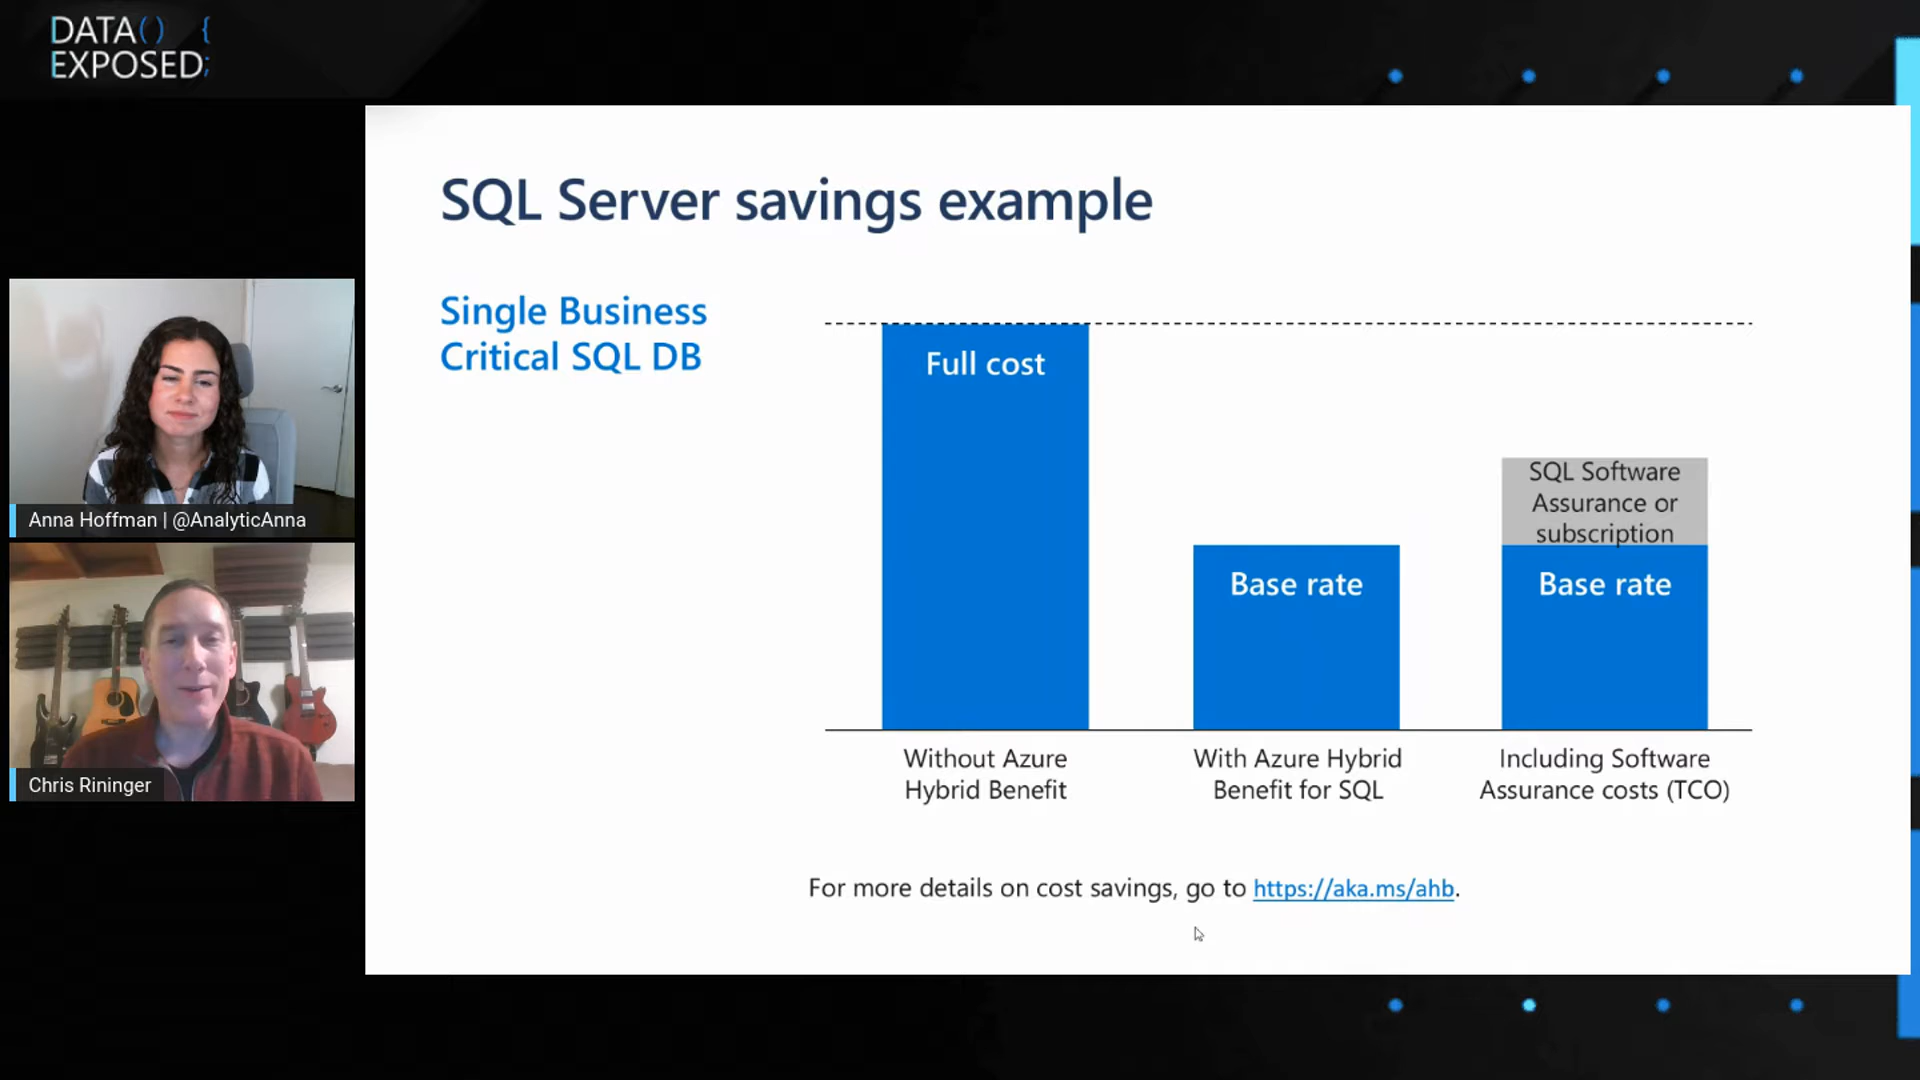 DATA() {
EXPOSED;
SQL Server savings example
Single Business
Critical SQL DB
Full cost
Base rate
SQL Software
Assurance or
subscription
Base rate
Without Azure
Hybrid Benefit
With Azure Hybrid
Benefit for SQL
Including Software
Assurance costs (TCO)
For more details on cost savings, go to https://aka.ms/ahb.
Anna Hoffman | @AnalyticAnna
Chris Rininger